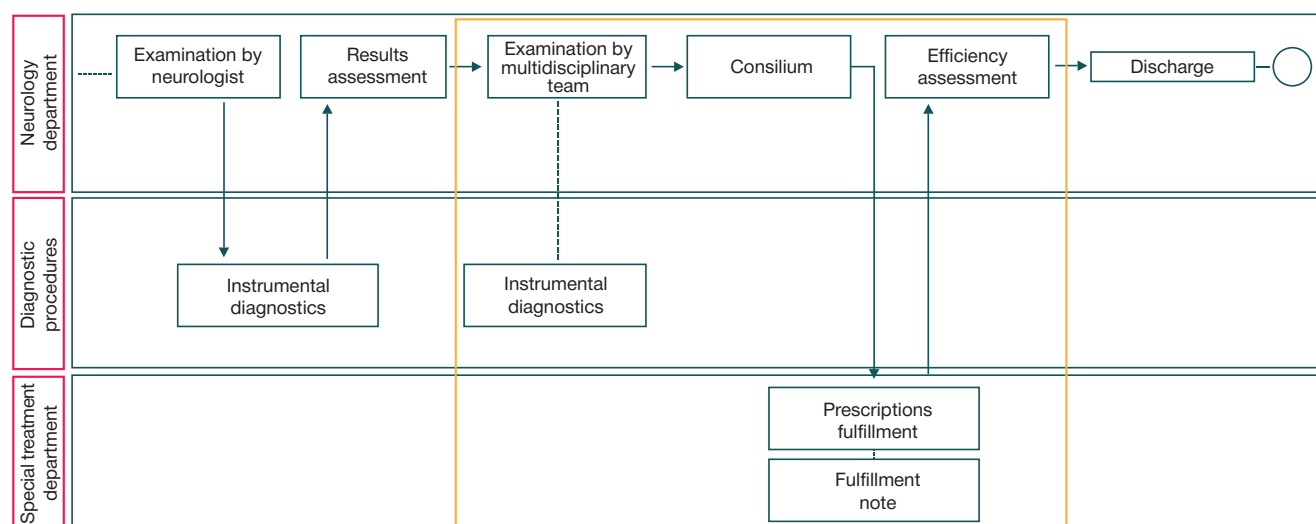 Neurology
department
Examination by
neurologist
Results
assessment
Examination by
multidisciplinary
team
Consilium
Efficiency
assessment
Discharge
Diagnostic
procedures
Instrumental
diagnostics
Instrumental
diagnostics
Special treatment
department
Prescriptions
fulfillment
Fulfillment
note